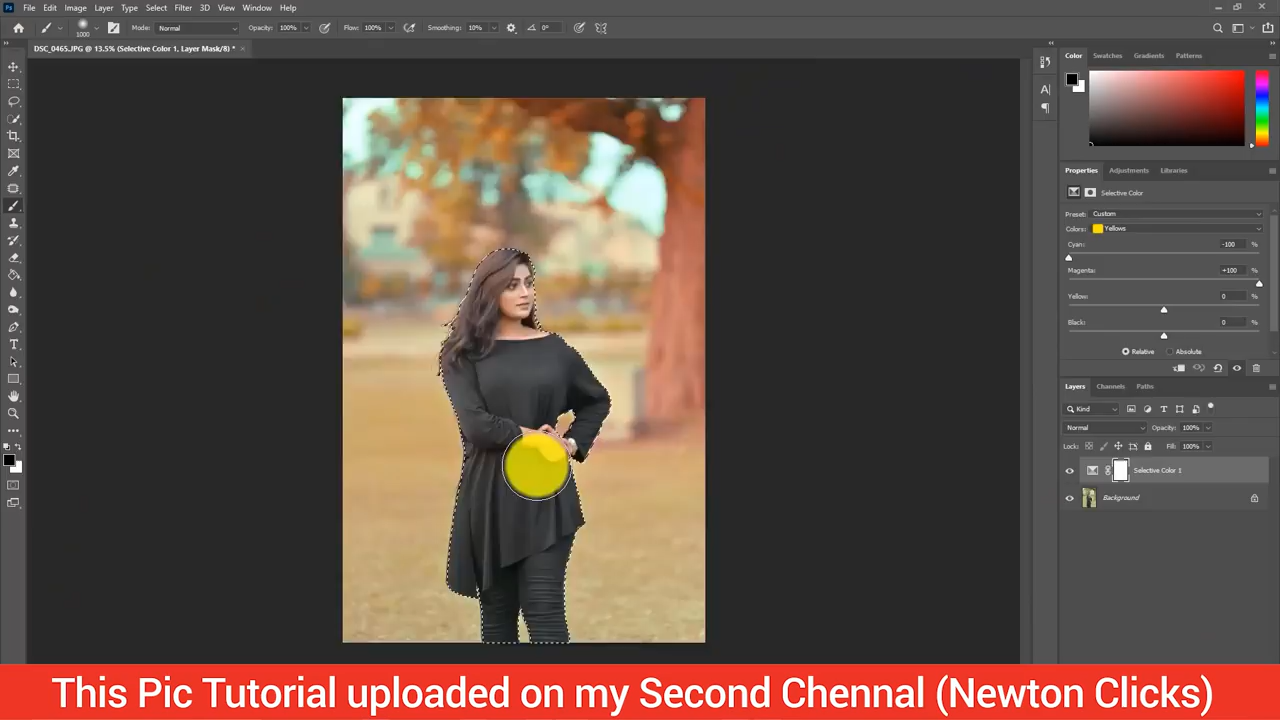 Ps File Edit Image Layer Type Select Filter 3D View Window Help
1000 Mode: Normal Opacity: 100% Flow: 100% Smoothing: 10% 0°
DSC_0465.JPG @ 13.5% (Selective Color 1, Layer Mask/8) * ×
Color Swatches Gradients Patterns
Properties Adjustments Libraries
Selective Color
Preset: Custom
Colors: Yellows
Cyan: -100 %
Magenta: +100 %
Yellow: 0 %
Black: 0 %
Relative Absolute
Layers Channels Paths
Kind
Normal Opacity: 100%
Lock: Fill: 100%
Selective Color 1
Background
This Pic Tutorial uploaded on my Second Chennal (Newton Clicks)